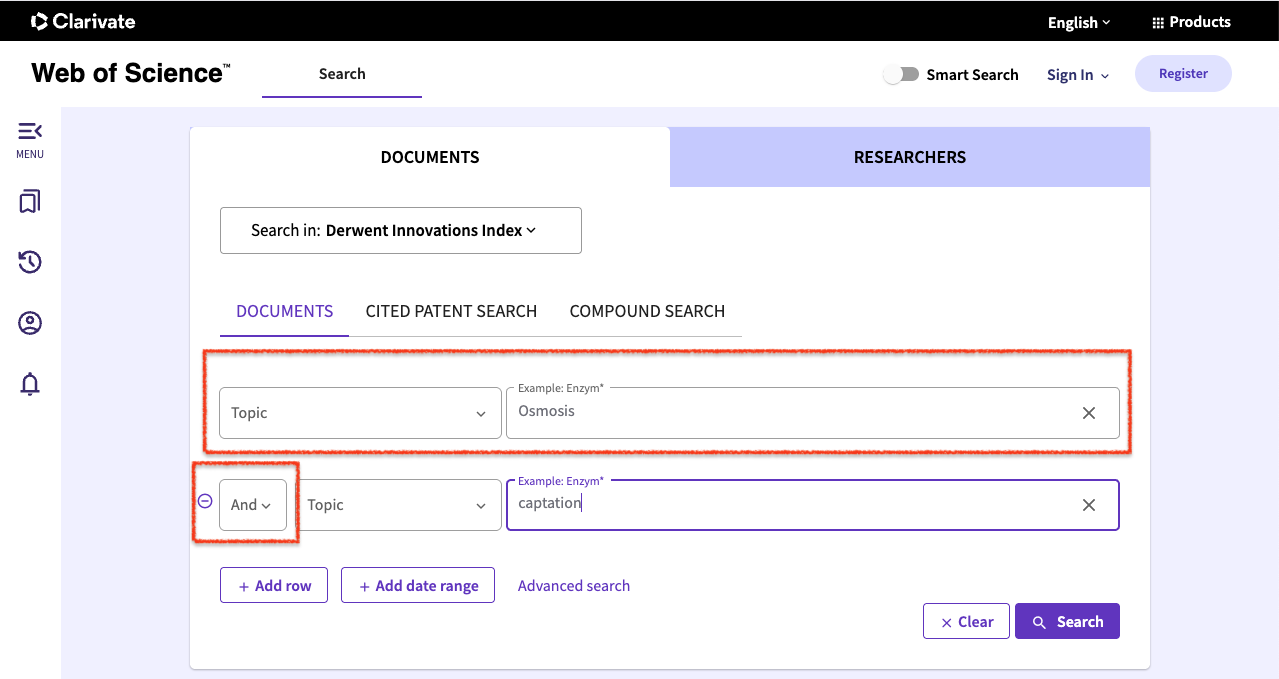 Clarivate
English
Products
Web of Science™
Search
Smart Search
Sign In
Register
MENU
DOCUMENTS
RESEARCHERS
Search in: Derwent Innovations Index
DOCUMENTS
CITED PATENT SEARCH
COMPOUND SEARCH
Topic
Example: Enzym*
Osmosis
And
Topic
Example: Enzym*
captation
+ Add row
+ Add date range
Advanced search
× Clear
Search